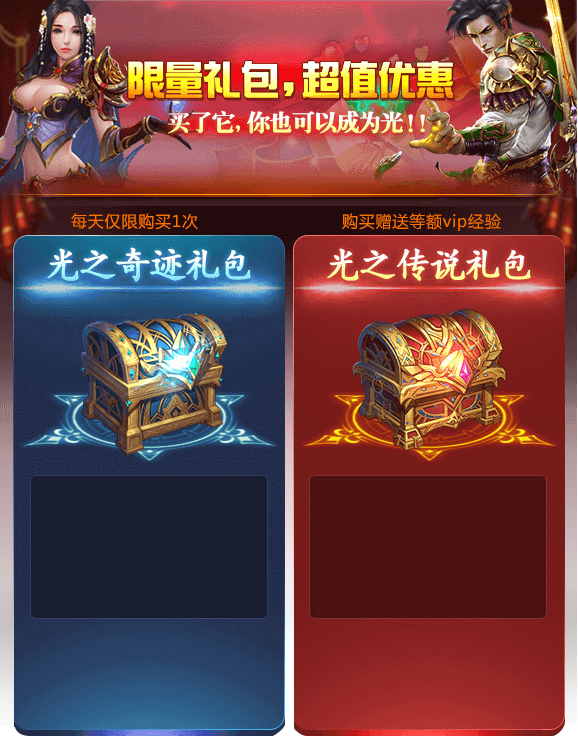 限量礼包，超值优惠
买了它，你也可以成为光！！
每天仅限购买1次
购买赠送等额vip经验
光之奇迹礼包
光之传说礼包